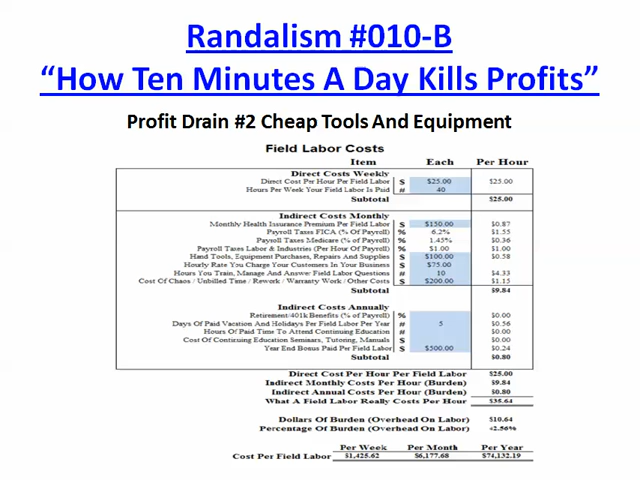 Randalism #010-B
“How Ten Minutes A Day Kills Profits”
Profit Drain #2 Cheap Tools And Equipment
Field Labor Costs
Item Each Per Hour
Direct Costs Weekly
Direct Cost Per Hour Per Field Labor $ $25.00 $25.00
Hours Per Week Your Field Labor Is Paid # 40
Subtotal $25.00
Indirect Costs Monthly
Monthly Health Insurance Premium Per Field Labor $ $150.00 $0.87
Payroll Taxes FICA (% Of Payroll) % 6.2% $1.55
Payroll Taxes Medicare (% of Payroll) % 1.45% $0.36
Payroll Taxes Labor & Industries (Per Hour Of Payroll) % $1.00 $1.00
Hand Tools, Equipment Purchases, Repairs And Supplies $ $100.00 $0.58
Hourly Rate You Charge Your Customers In Your Business $ $75.00
Hours You Train, Manage And Answer Field Labor Questions # 10 $4.33
Cost Of Chaos / Unbilled Time / Rework / Warranty Work / Other Costs $ $200.00 $1.15
Subtotal $9.84
Indirect Costs Annually
Retirement/401k Benefits (% of Payroll) % $0.00
Days Of Paid Vacation And Holidays Per Field Labor Per Year # 5 $0.56
Hours Of Paid Time To Attend Continuing Education # $0.00
Cost Of Continuing Education Seminars, Tutoring, Manuals $ $0.00
Year End Bonus Paid Per Field Labor $ $500.00 $0.24
Subtotal $0.80
Direct Cost Per Hour Per Field Labor $25.00
Indirect Monthly Costs Per Hour (Burden) $9.84
Indirect Annual Costs Per Hour (Burden) $0.80
What A Field Labor Really Costs Per Hour $35.64
Dollars Of Burden (Overhead On Labor) $10.64
Percentage Of Burden (Overhead On Labor) 42.56%
Per Week Per Month Per Year
Cost Per Field Labor $1,425.62 $6,177.68 $74,132.19